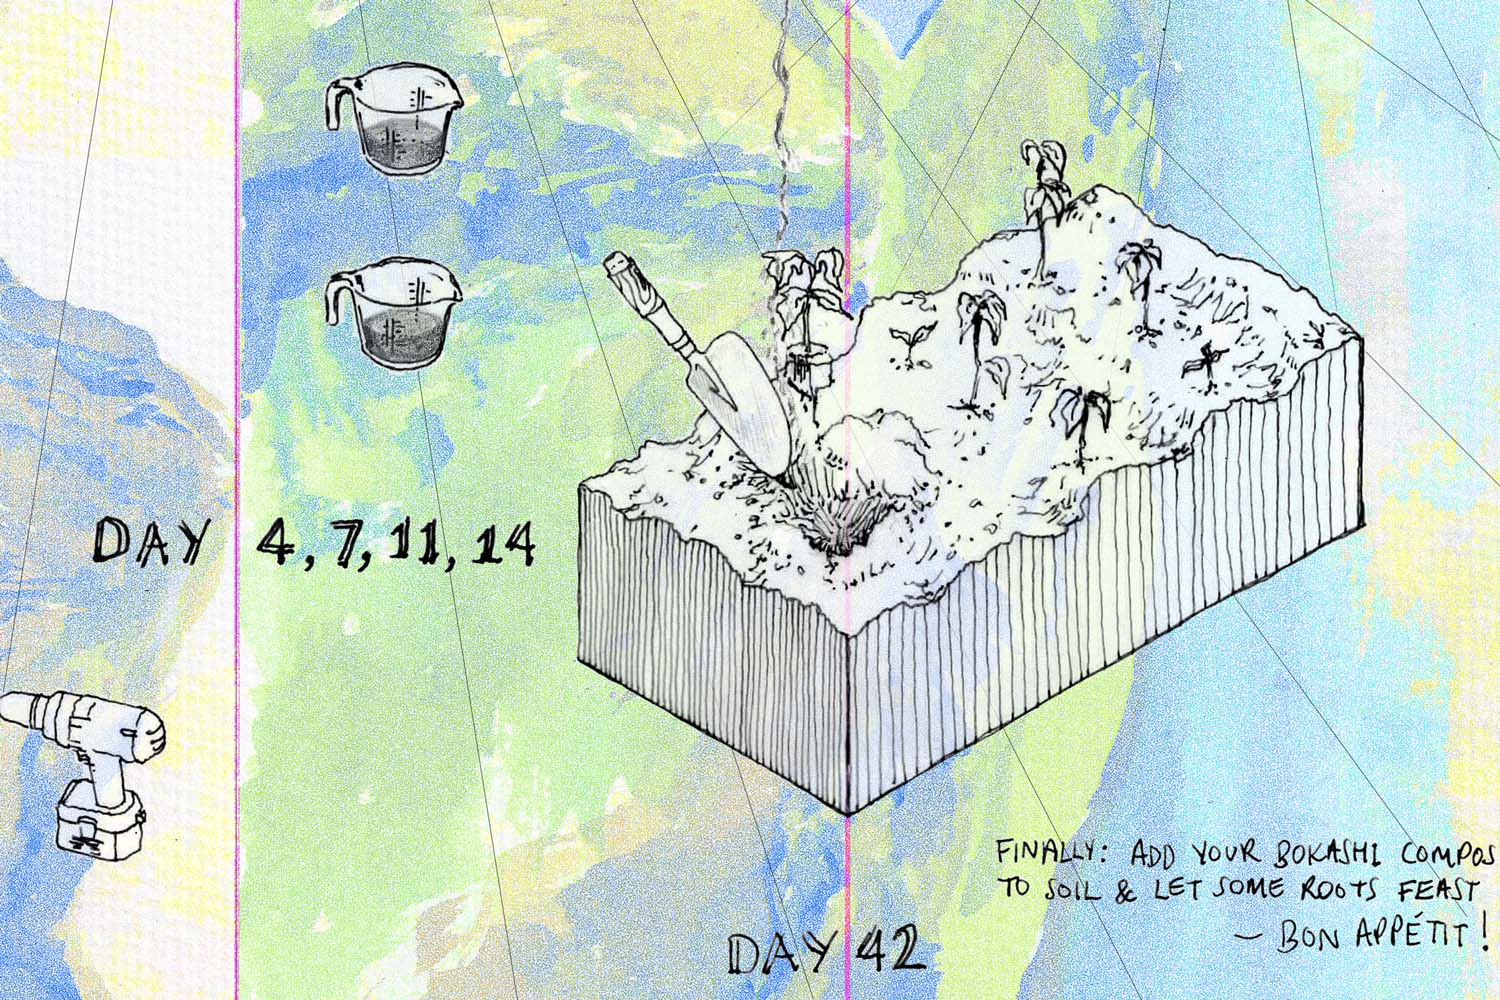 DAY 4, 7, 11, 14
DAY 42
FINALLY: ADD YOUR BOKASHI COMPOS
TO SOIL & LET SOME ROOTS FEAST
– BON APPÉTIT!